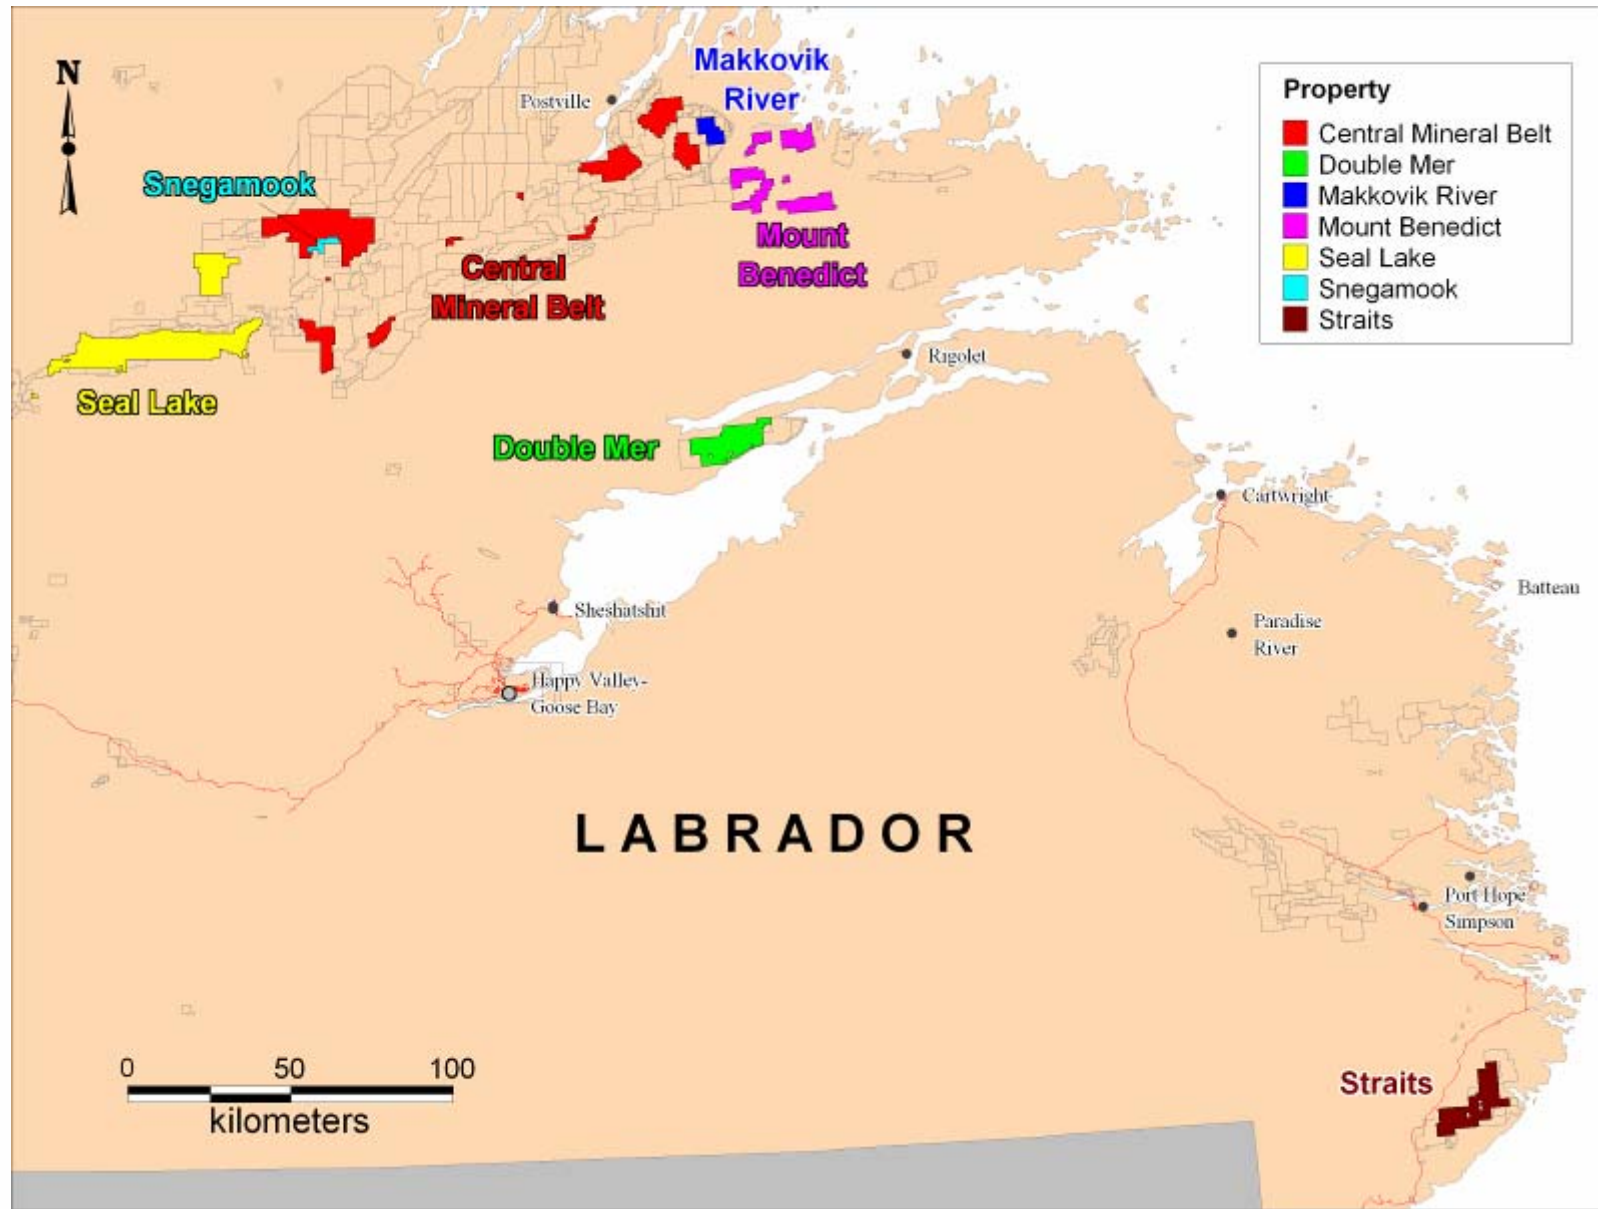 N
Makkovik
River
Postville
Property
Central Mineral Belt
Double Mer
Makkovik River
Mount Benedict
Seal Lake
Snegamook
Straits
Snegamook
Mount
Benedict
Central
Mineral Belt
Rigolet
Seal Lake
Double Mer
Cartwright
Batteau
Sheshatshit
Paradise
River
Happy Valley-
Goose Bay
LABRADOR
Port Hope
Simpson
0 50 100
kilometers
Straits